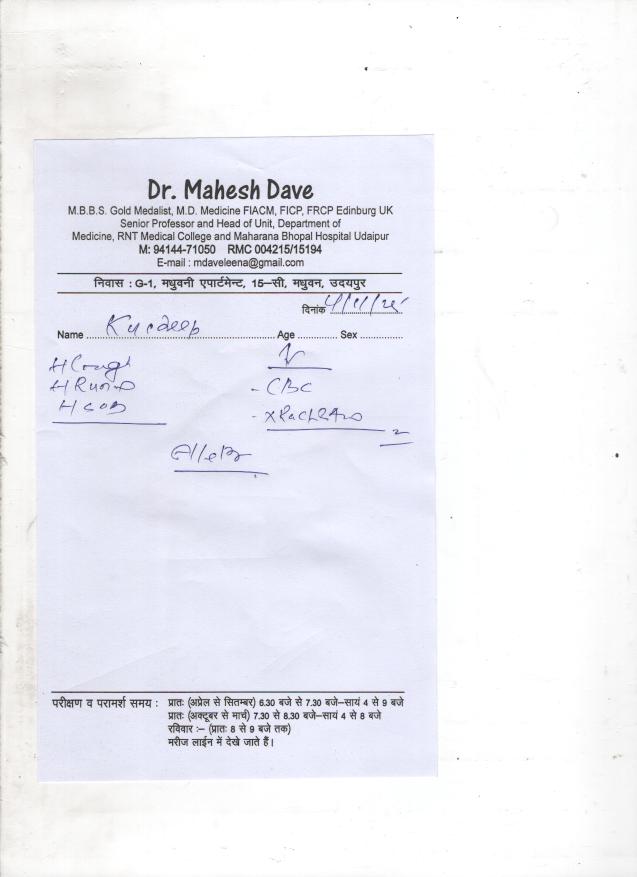 Dr. Mahesh Dave
M.B.B.S. Gold Medalist, M.D. Medicine FIACM, FICP, FRCP Edinburg UK
Senior Professor and Head of Unit, Department of
Medicine, RNT Medical College and Maharana Bhopal Hospital Udaipur
M: 94144-71050 RMC 004215/15194
E-mail : mdaveleena@gmail.com
निवास : G-1, मधुवनी एपार्टमेन्ट, 15–सी, मधुवन, उदयपुर
दिनांक
Name Kuldeep Age Sex
H Cough
H
H SOB
- CBC
- X Ray
परीक्षण व परामर्श समय : प्रातः (अप्रेल से सितम्बर) 6.30 बजे से 7.30 बजे–सायं 4 से 9 बजे
प्रातः (अक्टूबर से मार्च) 7.30 से 8.30 बजे–सायं 4 से 8 बजे
रविवार :– (प्रातः 8 से 9 बजे तक)
मरीज लाईन में देखे जाते हैं।